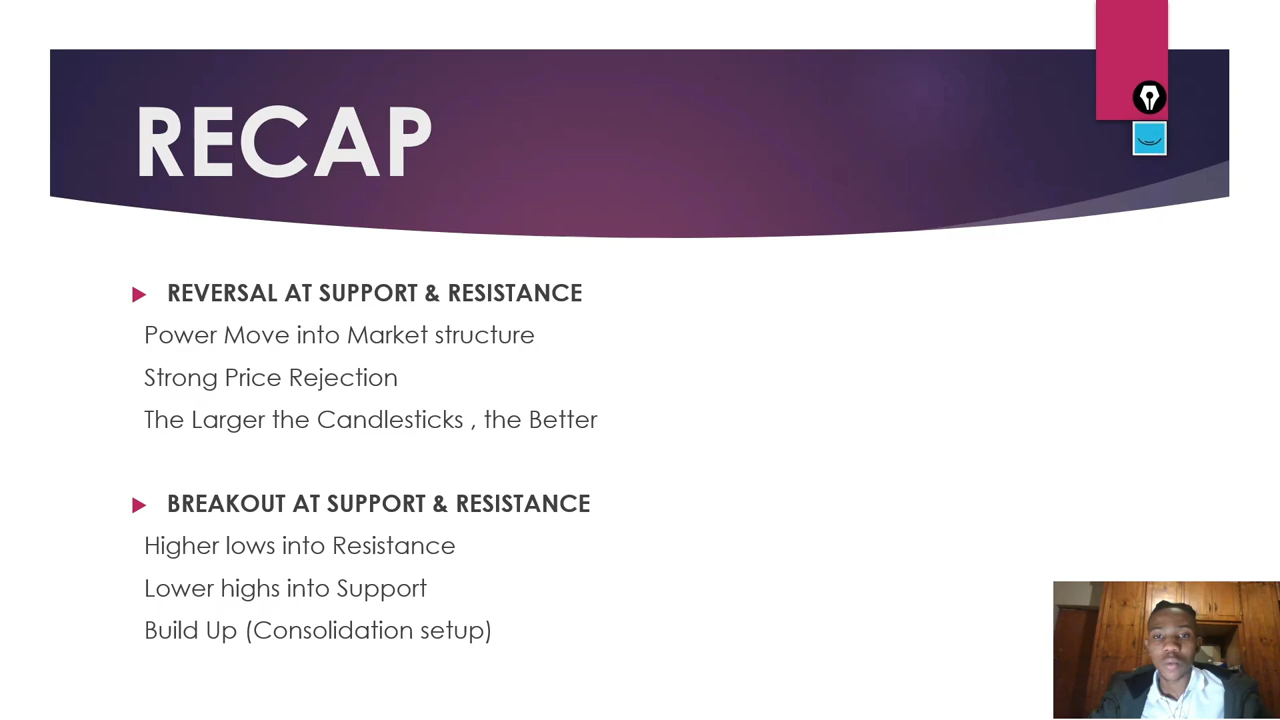 RECAP
REVERSAL AT SUPPORT & RESISTANCE
Power Move into Market structure
Strong Price Rejection
The Larger the Candlesticks , the Better
BREAKOUT AT SUPPORT & RESISTANCE
Higher lows into Resistance
Lower highs into Support
Build Up (Consolidation setup)